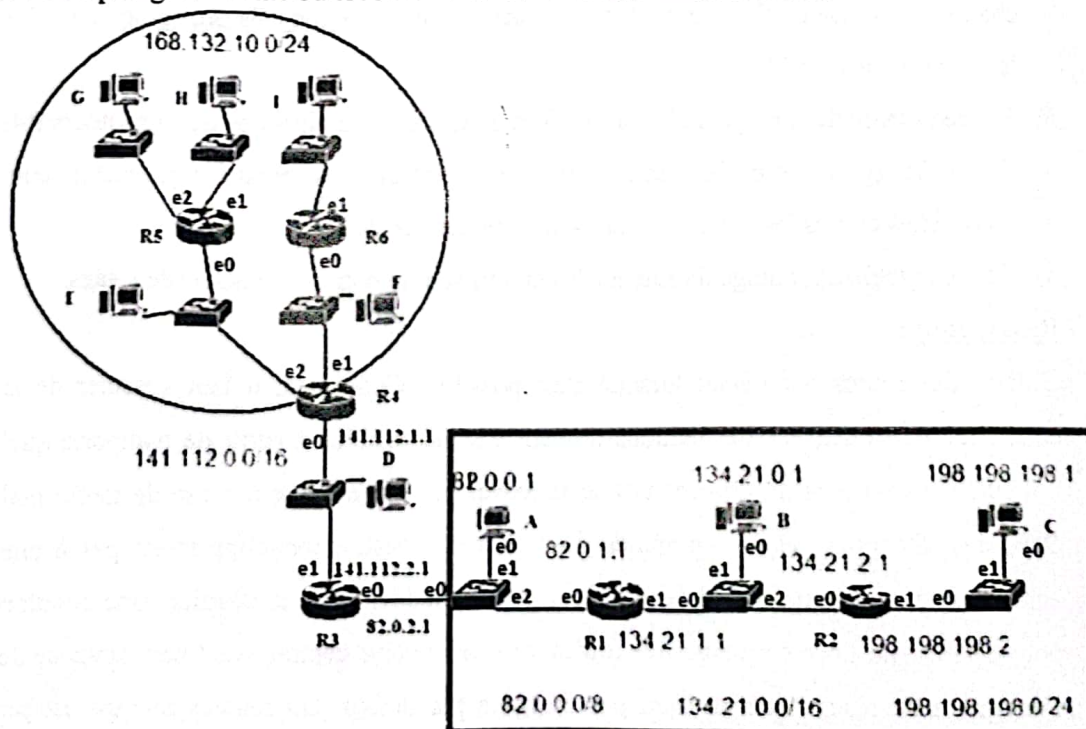 168.132.10 0/24
G
H
I
e2
e1
e1
R5
R6
e0
e0
E
F
e2
e1
R4
e0
141.112.1.1
141 112 0 0/16
D
82 0 0 1
134 21 0 1
198 198 198 1
A
B
C
e0
e0
e0
82 0 1.1
134 21 2 1
e1
141.112.2.1
e1
e1
e1
e0
e0
e2
e0
e1
e0
e2
e0
e1
e0
R3
82.0.2.1
R1
134 21 1 1
R2
198 198 198 2
82 0 0 0/8
134 21 0 0/16
198 198 198 0 24